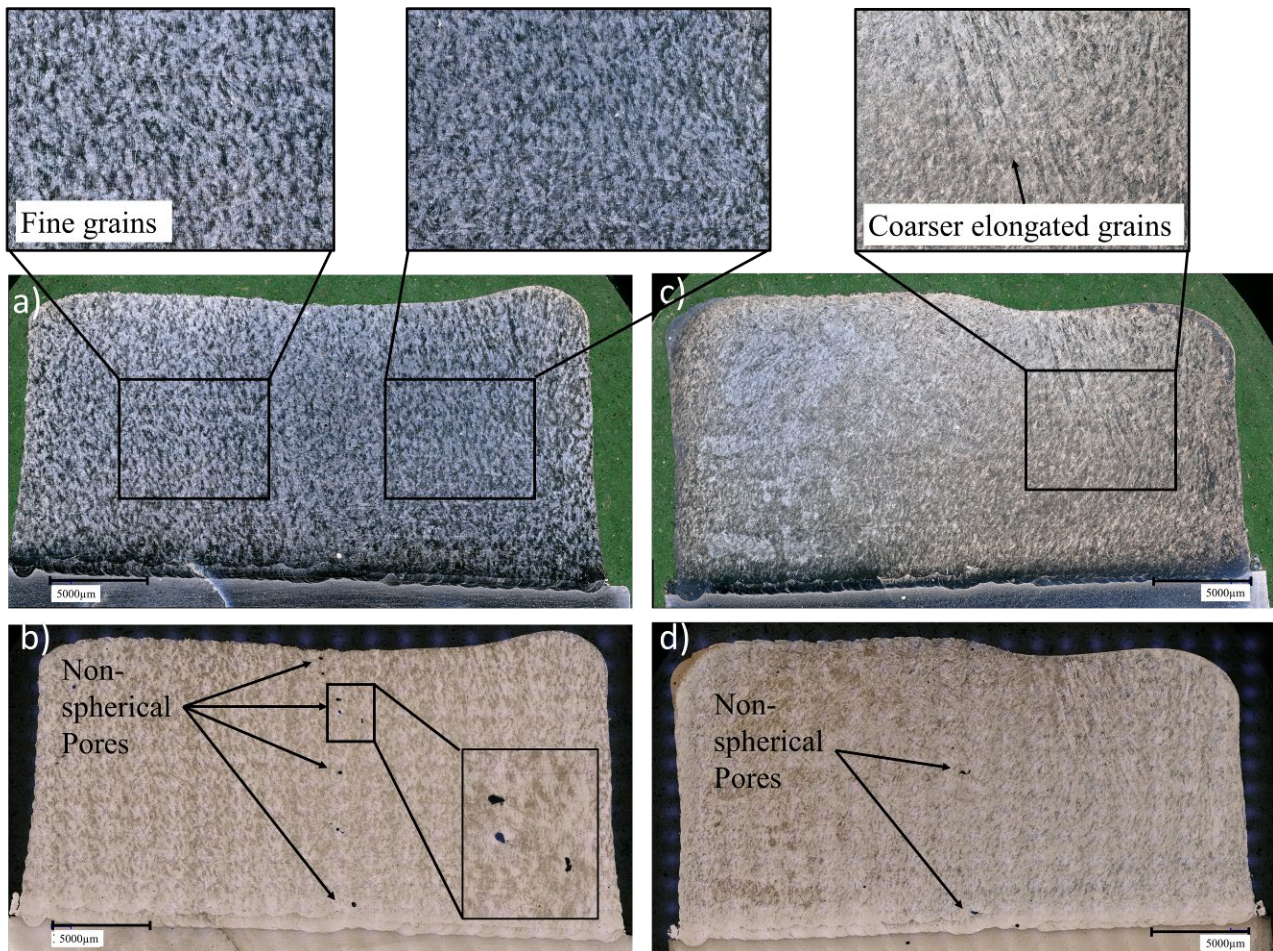 Fine grains
Coarser elongated grains
a)
c)
5000µm
5000µm
b)
Non-
spherical
Pores
5000µm
d)
Non-
spherical
Pores
5000µm